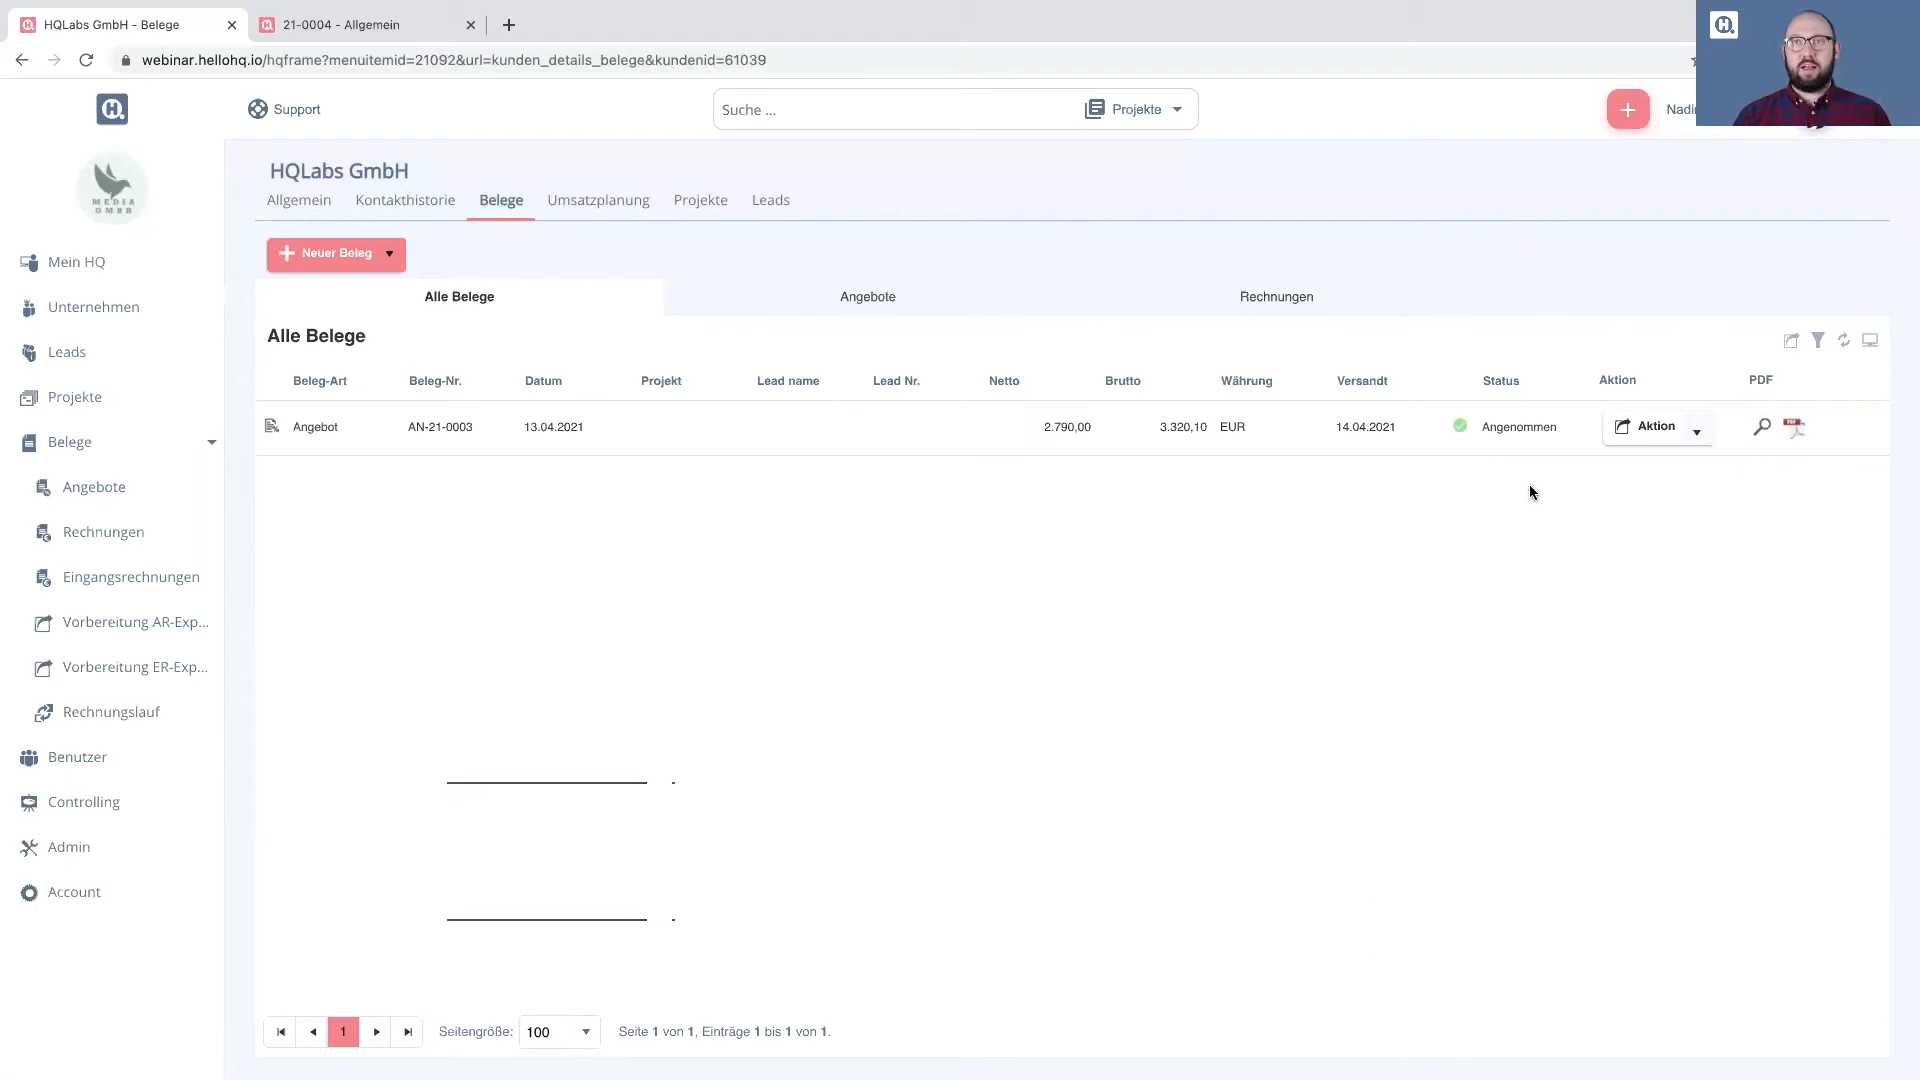 HQLabs GmbH - Belege
21-0004 - Allgemein
webinar.hellohq.io/hqframe?menuitemid=21092&url=kunden_details_belege&kundenid=61039
Support
Suche ...
Projekte
Nadi
MEDIA
GMBH
HQLabs GmbH
Allgemein Kontakthistorie Belege Umsatzplanung Projekte Leads
Neuer Beleg
Alle Belege Angebote Rechnungen
Alle Belege
Beleg-Art Beleg-Nr. Datum Projekt Lead name Lead Nr. Netto Brutto Währung Versandt Status Aktion PDF
Angebot AN-21-0003 13.04.2021 2.790,00 3.320,10 EUR 14.04.2021 Angenommen Aktion
Mein HQ
Unternehmen
Leads
Projekte
Belege
Angebote
Rechnungen
Eingangsrechnungen
Vorbereitung AR-Exp...
Vorbereitung ER-Exp...
Rechnungslauf
Benutzer
Controlling
Admin
Account
1 Seitengröße: 100 Seite 1 von 1, Einträge 1 bis 1 von 1.